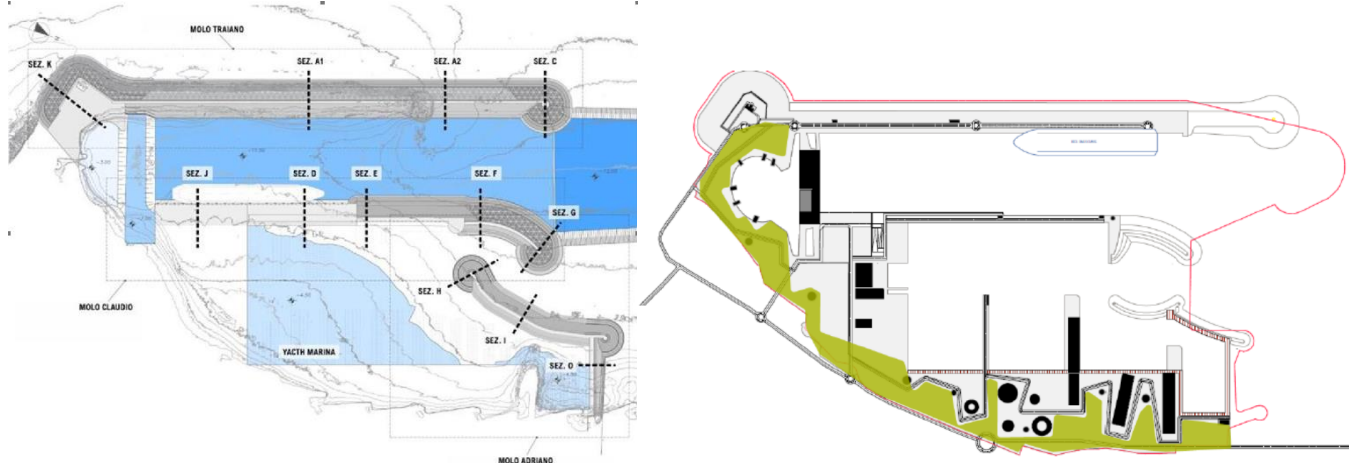 MOLO TRAIANO
SEZ. K
SEZ. A1
SEZ. A2
SEZ. C
SEZ. J
SEZ. D
SEZ. E
SEZ. F
SEZ. G
SEZ. H
MOLO CLAUDIO
SEZ. I
YACTH MARINA
SEZ. O
MOLO ADRIANO